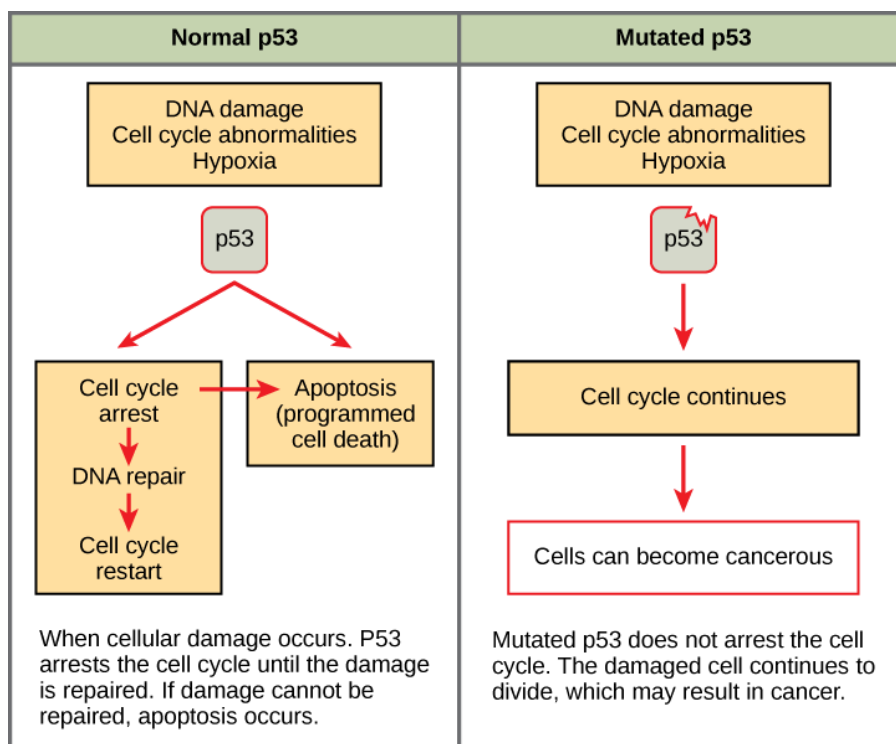 Normal p53
DNA damage
Cell cycle abnormalities
Hypoxia
p53
Cell cycle
arrest
DNA repair
Cell cycle
restart
Apoptosis
(programmed
cell death)
When cellular damage occurs. P53
arrests the cell cycle until the damage
is repaired. If damage cannot be
repaired, apoptosis occurs.
Mutated p53
DNA damage
Cell cycle abnormalities
Hypoxia
p53
Cell cycle continues
Cells can become cancerous
Mutated p53 does not arrest the cell
cycle. The damaged cell continues to
divide, which may result in cancer.